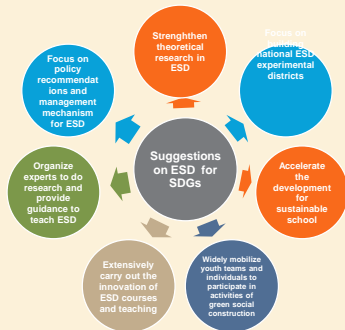 Strenghthen
theoretical
research in
ESD
Focus on
building
national ESD
experimental
districts
Accelerate
the
development
for
sustainable
school
Widely mobilize
youth teams and
individuals to
participate in
activities of
green social
construction
Extensively
carry out the
innovation of
ESD courses
and teaching
Organize
experts to do
research and
provide
guidance to
teach ESD
Focus on
policy
recommendat
ions and
management
mechanism
for ESD
Suggestions
on ESD for
SDGs